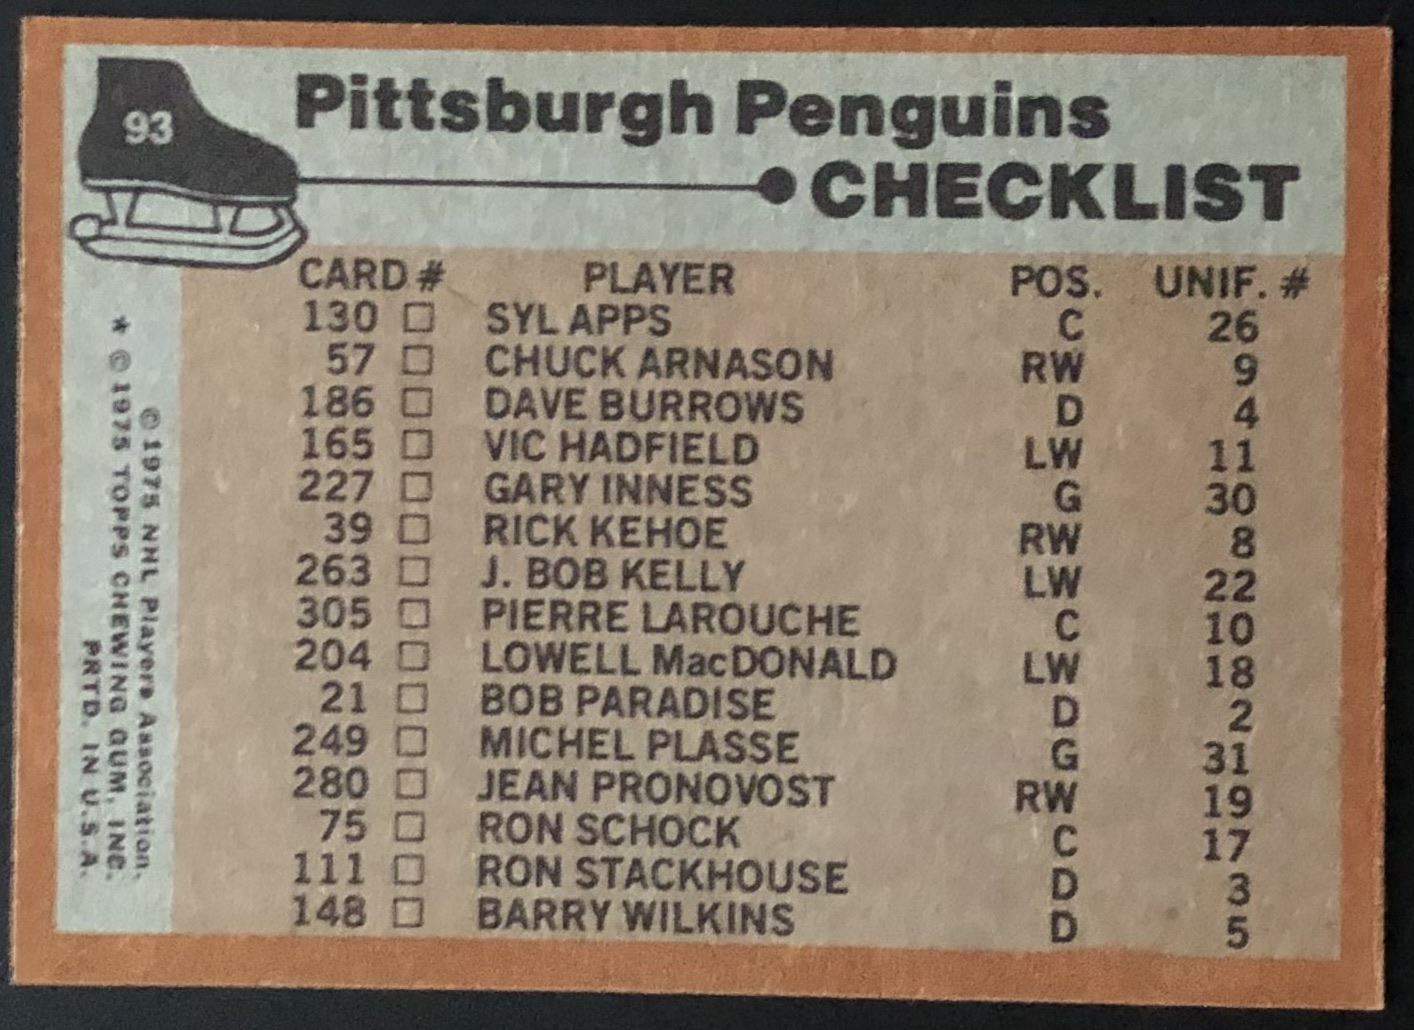 93
Pittsburgh Penguins
CHECKLIST
CARD # PLAYER POS. UNIF. #
130 □ SYL APPS C 26
57 □ CHUCK ARNASON RW 9
186 □ DAVE BURROWS D 4
165 □ VIC HADFIELD LW 11
227 □ GARY INNESS G 30
39 □ RICK KEHOE RW 8
263 □ J. BOB KELLY LW 22
305 □ PIERRE LAROUCHE C 10
204 □ LOWELL MacDONALD LW 18
21 □ BOB PARADISE D 2
249 □ MICHEL PLASSE G 31
280 □ JEAN PRONOVOST RW 19
75 □ RON SCHOCK C 17
111 □ RON STACKHOUSE D 3
148 □ BARRY WILKINS D 5
© 1975 NHL Players Association.
* © 1975 TOPPS CHEWING GUM, INC.
PRTD. IN U.S.A.